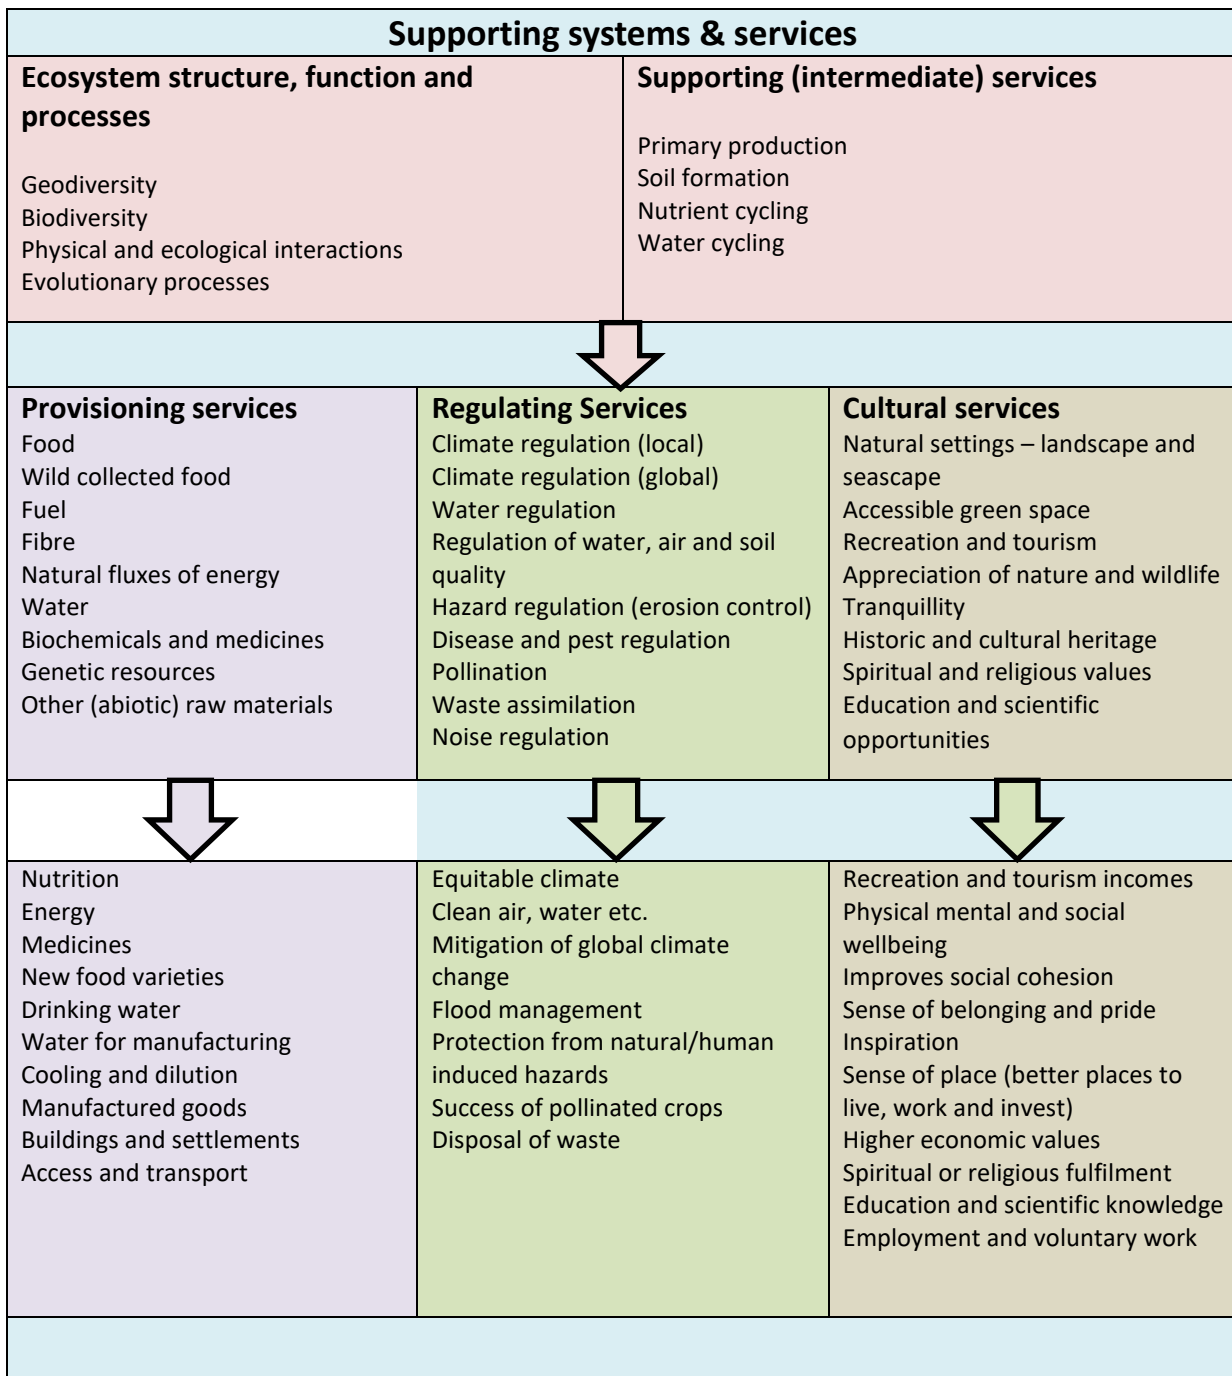 Supporting systems & services
Ecosystem structure, function and
processes
Geodiversity
Biodiversity
Physical and ecological interactions
Evolutionary processes
Supporting (intermediate) services
Primary production
Soil formation
Nutrient cycling
Water cycling
Provisioning services
Food
Wild collected food
Fuel
Fibre
Natural fluxes of energy
Water
Biochemicals and medicines
Genetic resources
Other (abiotic) raw materials
Regulating Services
Climate regulation (local)
Climate regulation (global)
Water regulation
Regulation of water, air and soil
quality
Hazard regulation (erosion control)
Disease and pest regulation
Pollination
Waste assimilation
Noise regulation
Cultural services
Natural settings – landscape and
seascape
Accessible green space
Recreation and tourism
Appreciation of nature and wildlife
Tranquillity
Historic and cultural heritage
Spiritual and religious values
Education and scientific
opportunities
Nutrition
Energy
Medicines
New food varieties
Drinking water
Water for manufacturing
Cooling and dilution
Manufactured goods
Buildings and settlements
Access and transport
Equitable climate
Clean air, water etc.
Mitigation of global climate
change
Flood management
Protection from natural/human
induced hazards
Success of pollinated crops
Disposal of waste
Recreation and tourism incomes
Physical mental and social
wellbeing
Improves social cohesion
Sense of belonging and pride
Inspiration
Sense of place (better places to
live, work and invest)
Higher economic values
Spiritual or religious fulfilment
Education and scientific knowledge
Employment and voluntary work